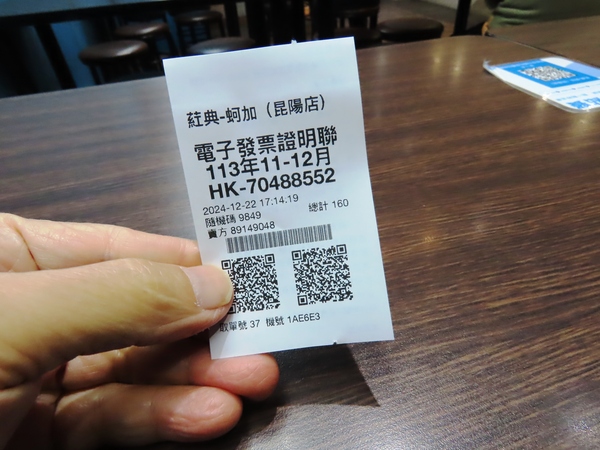 葒典-蚵加（昆陽店）
電子發票證明聯
113年11-12月
HK-70488552
2024-12-22 17:14:19
隨機碼 9849 總計 160
賣方 89149048
取單號 37 機號 1AE6E3